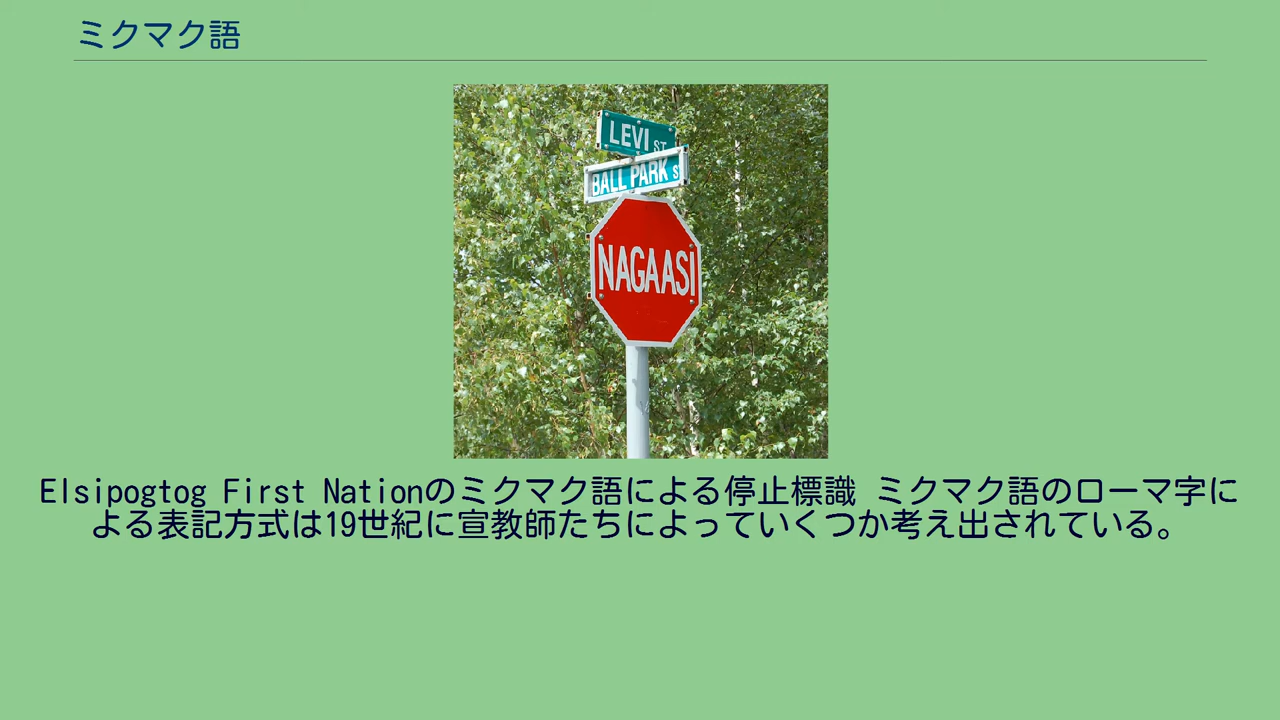 ミクマク語
LEVI ST
BALL PARK S
NAGAASI
Elsipogtog First Nationのミクマク語による停止標識 ミクマク語のローマ字に
よる表記方式は19世紀に宣教師たちによっていくつか考え出されている。